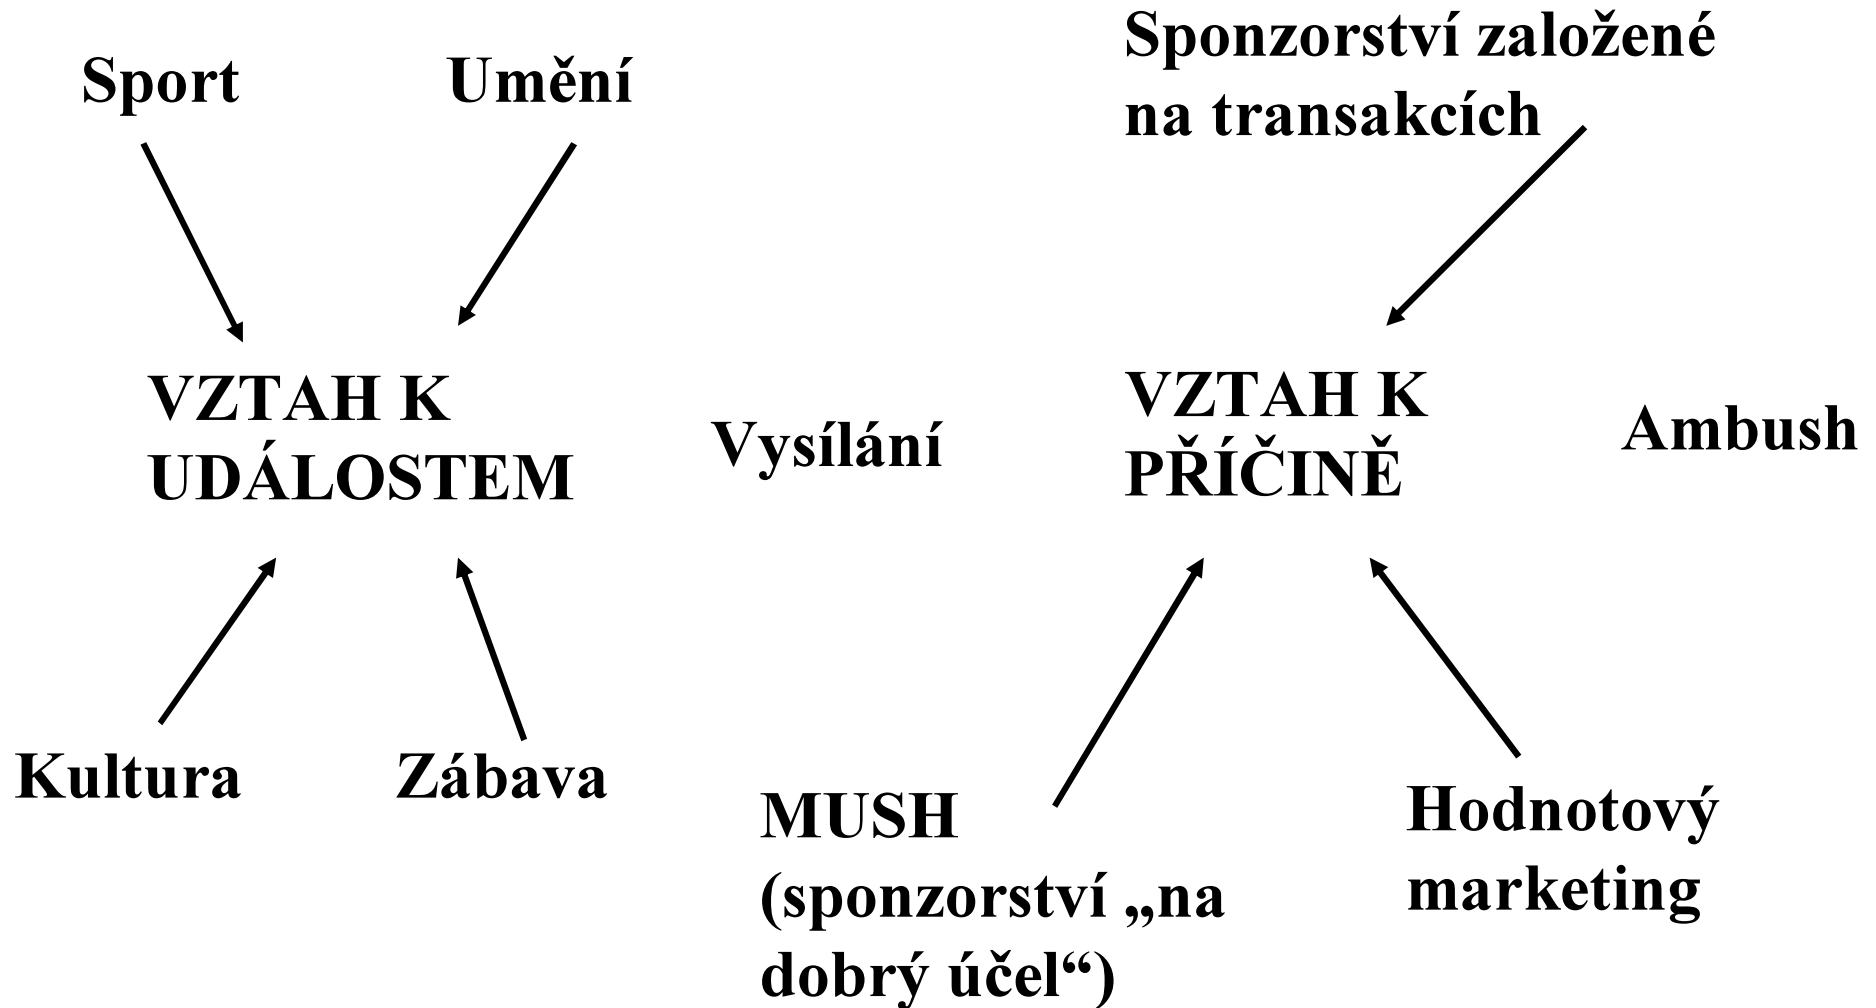 Sport
Umění
Sponzorství založené
na transakcích
VZTAH K
UDÁLOSTEM
Vysílání
VZTAH K
PŘÍČINĚ
Ambush
Kultura
Zábava
MUSH
(sponzorství „na
dobrý účel“)
Hodnotový
marketing